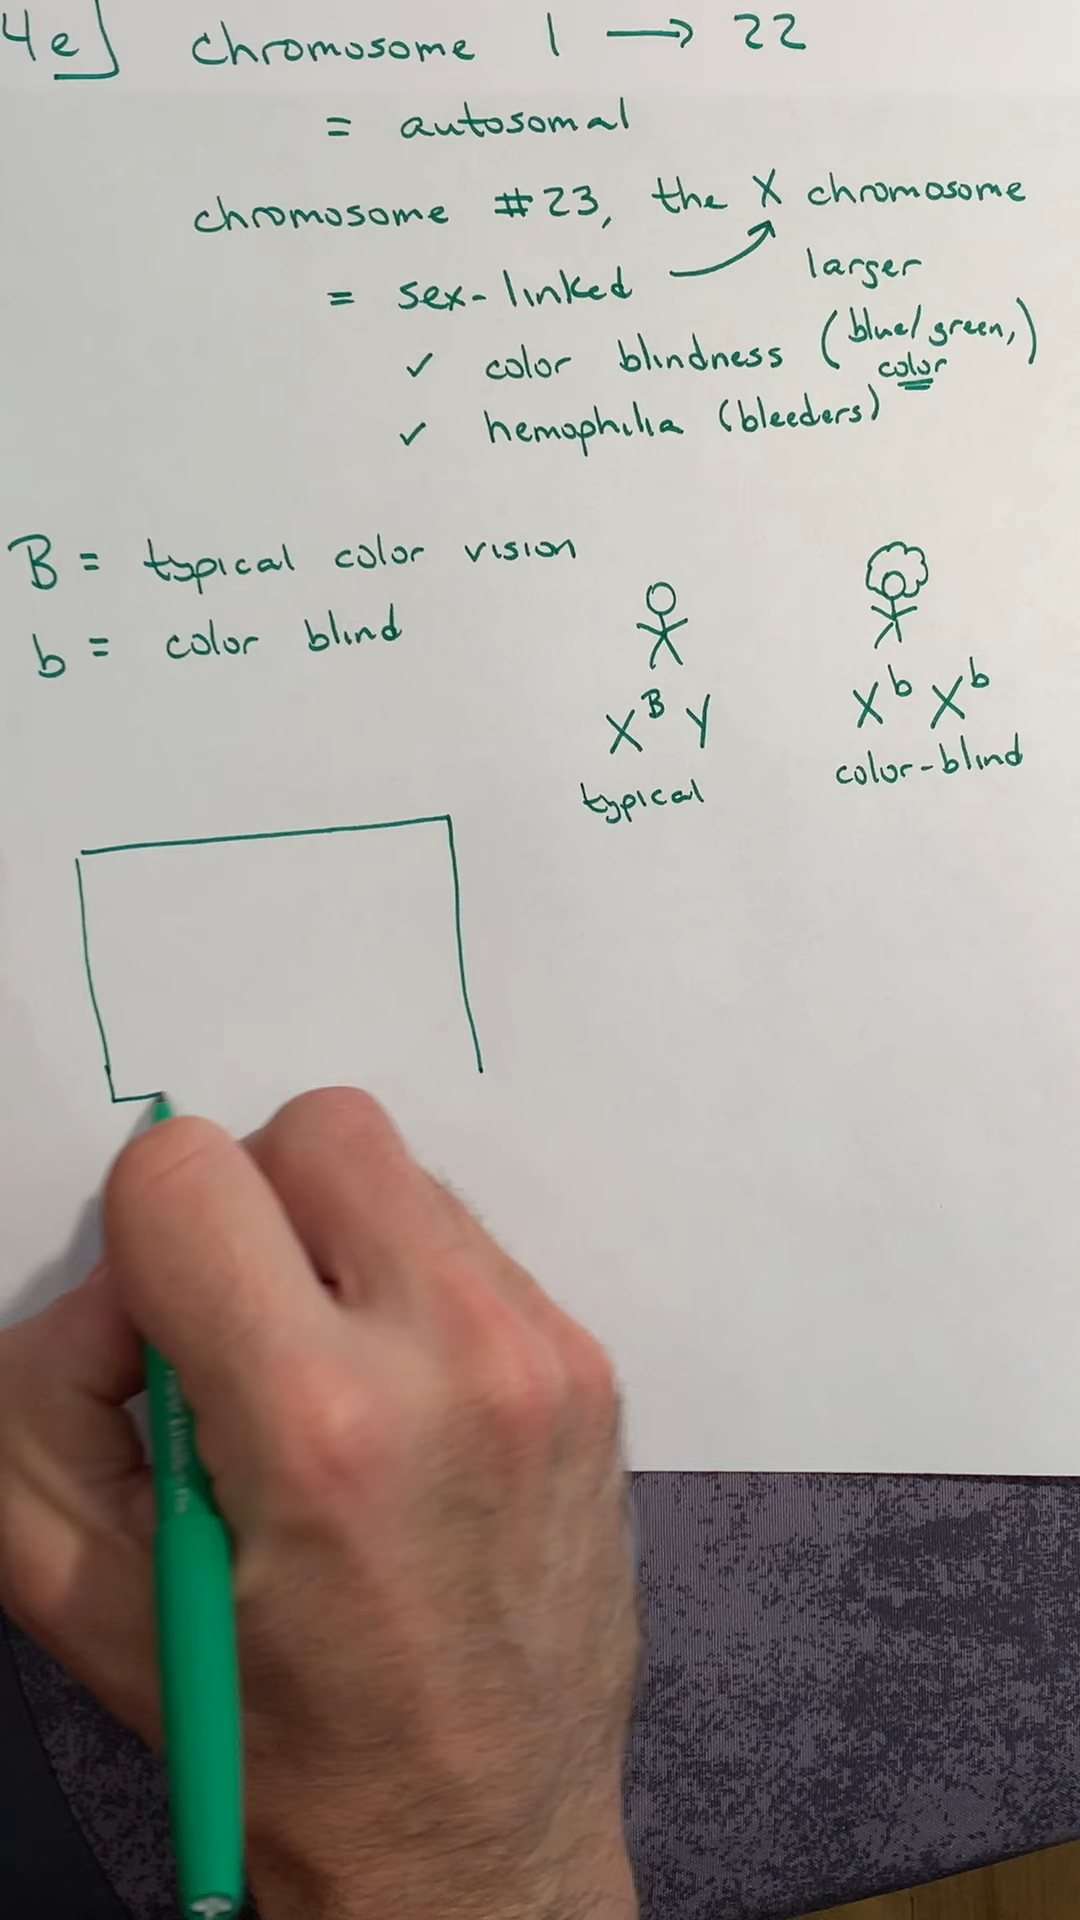 4e] chromosome 1 → 22
= autosomal
chromosome #23, the X chromosome
= sex-linked larger
✓ color blindness (blue/green,)
color
✓ hemophilia (bleeders)
B = typical color vision
b = color blind
X^B Y
typical
X^b X^b
color-blind